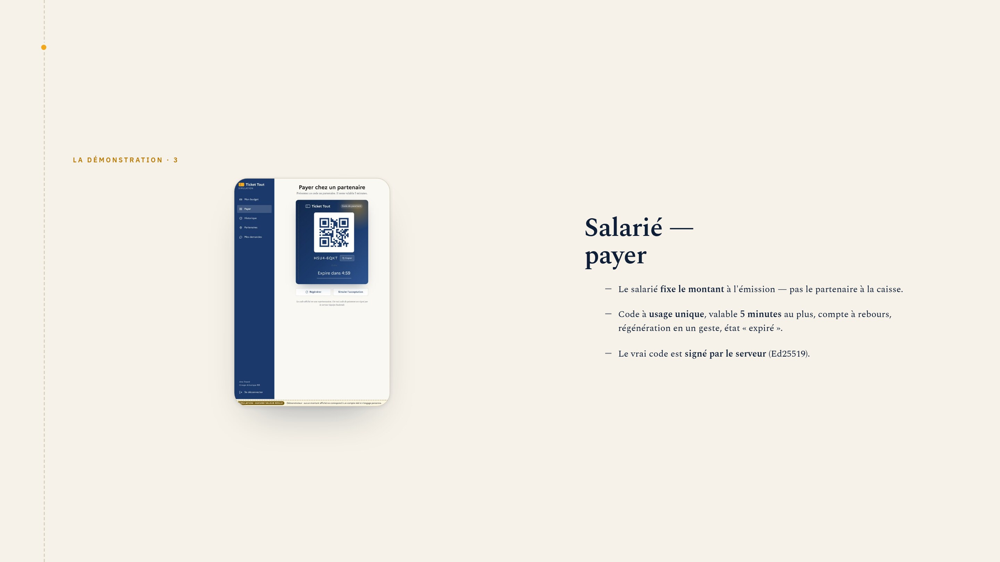 LA DÉMONSTRATION · 3
Ticket Tout
SIMULATION
Mon budget
Payer
Historique
Partenaires
Mes demandes
Groupe Atlantique RH
Se déconnecter
Payer chez un partenaire
Présentez ce code au partenaire. Il reste valable 5 minutes.
Ticket Tout
Code de paiement
HSU4-6QKT
Copier
Expire dans 4:59
Régénérer
Simuler l'acceptation
Le code affiché est une représentation. Un vrai code de paiement est signé par
le serveur (équipe backend).
SIMULATION : AUCUNE VALEUR RÉELLE
· Démonstrateur : aucun montant affiché ne correspond à un compte réel ni n'engage personne.
Salarié —
payer
Le salarié fixe le montant à l'émission — pas le partenaire à la caisse.
Code à usage unique, valable 5 minutes au plus, compte à rebours,
régénération en un geste, état « expiré ».
Le vrai code est signé par le serveur (Ed25519).